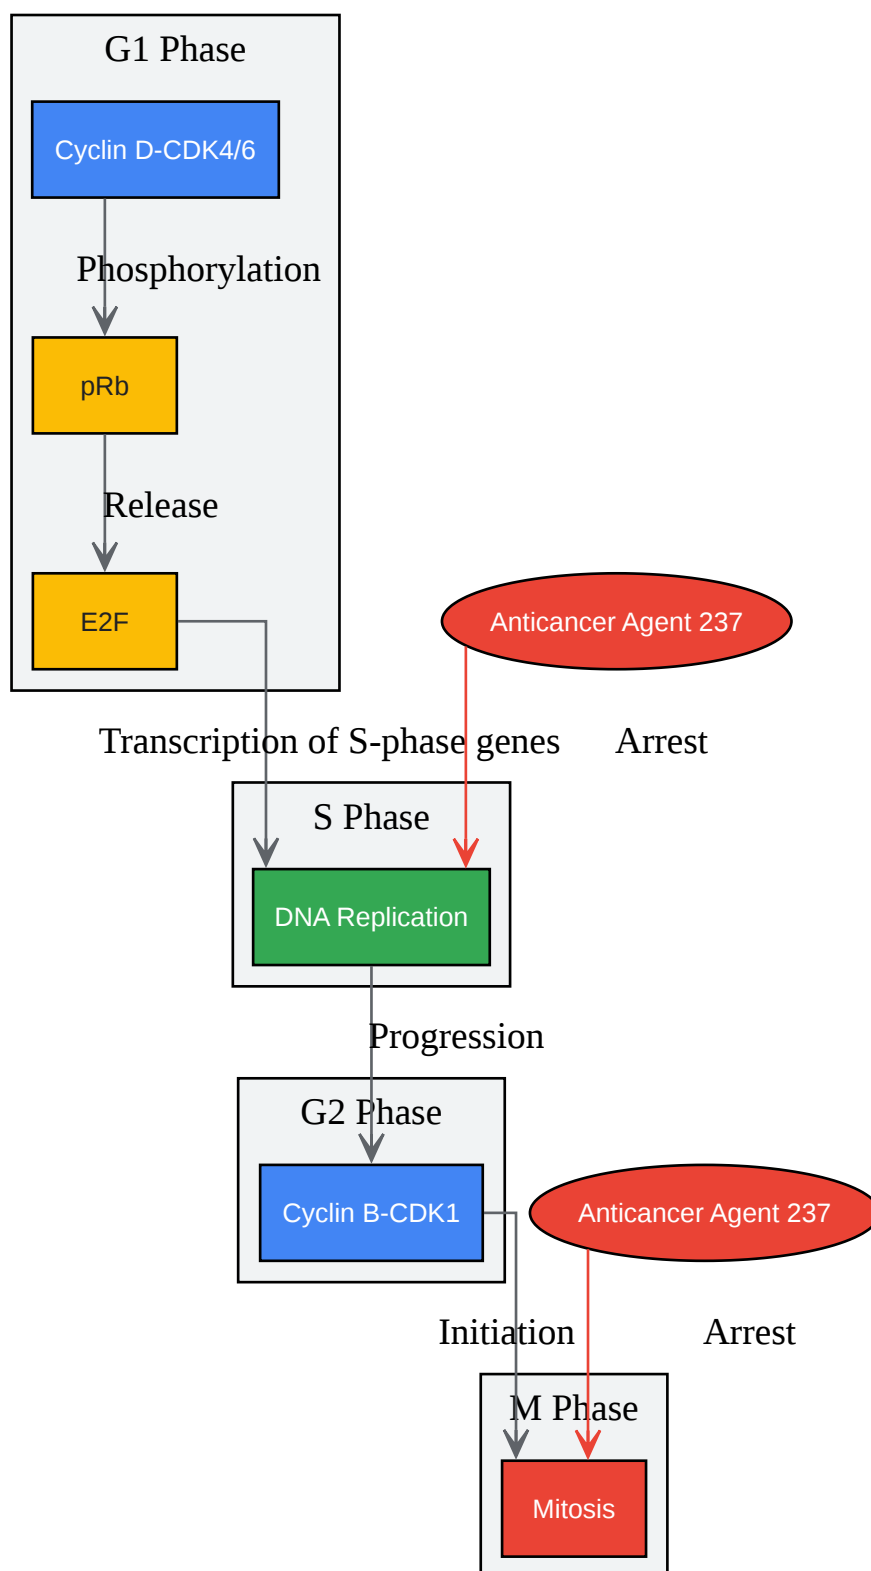 G1 Phase
Cyclin D-CDK4/6
Phosphorylation
pRb
Release
E2F
Anticancer Agent 237
Transcription of S-phase genes
Arrest
S Phase
DNA Replication
Progression
G2 Phase
Cyclin B-CDK1
Anticancer Agent 237
Initiation
Arrest
M Phase
Mitosis